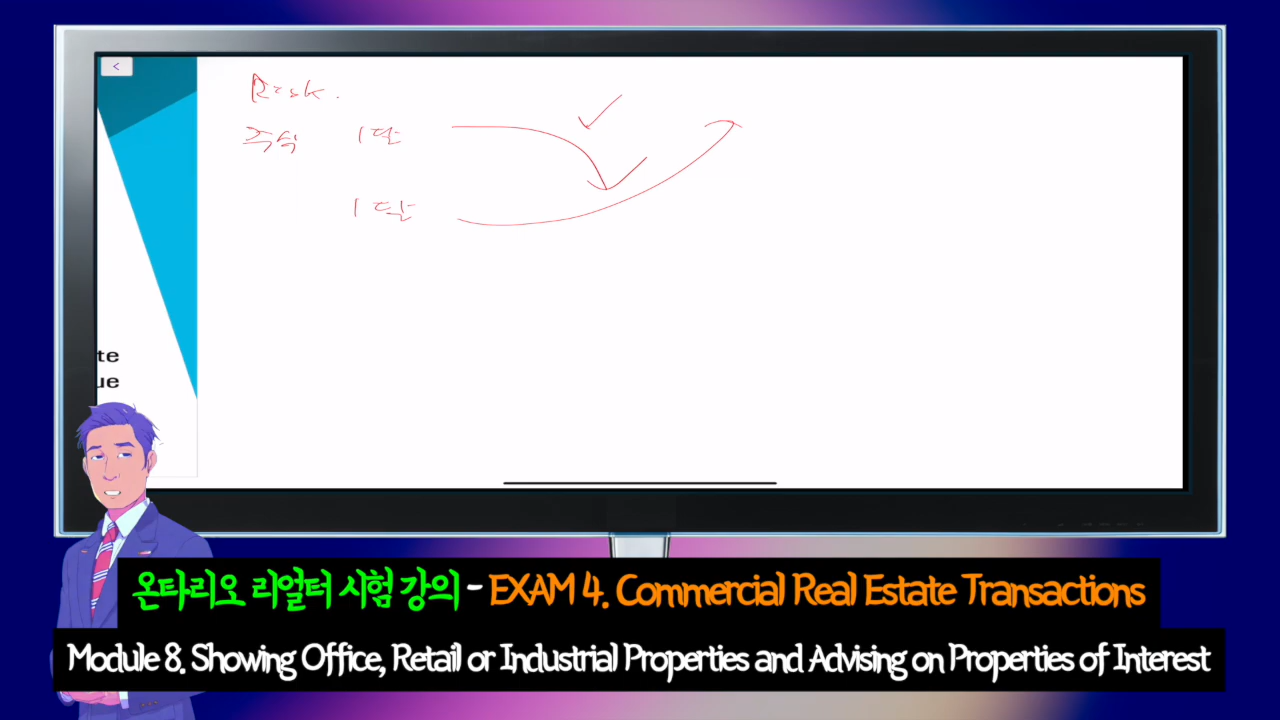 <
Risk.
주식 1달
1달
te
ue
온타리오 리얼터 시험 강의 - EXAM 4. Commercial Real Estate Transactions
Module 8. Showing Office, Retail or Industrial Properties and Advising on Properties of Interest